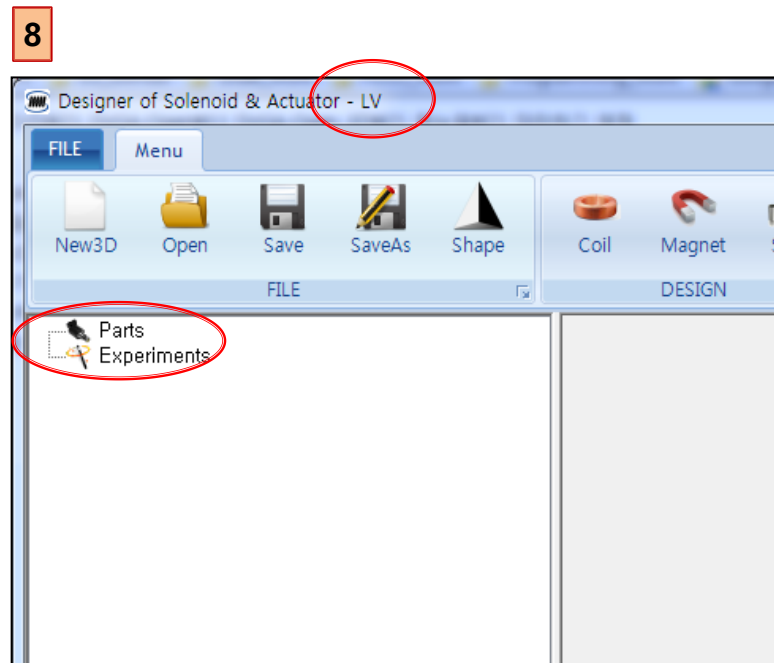 8
Designer of Solenoid & Actuator - LV
FILE Menu
New3D Open Save SaveAs Shape Coil Magnet
FILE DESIGN
Parts
Experiments